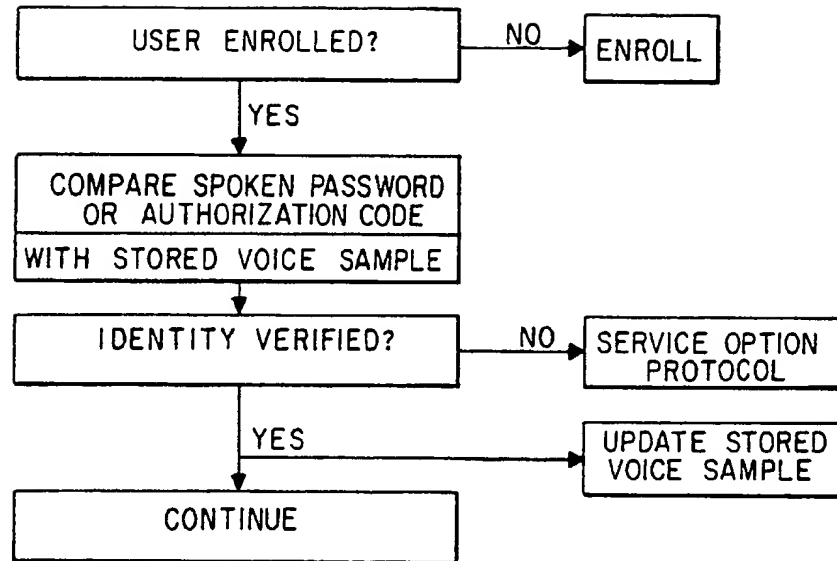 USER ENROLLED?
NO
ENROLL
YES
COMPARE SPOKEN PASSWORD
OR AUTHORIZATION CODE
WITH STORED VOICE SAMPLE
IDENTITY VERIFIED?
NO
SERVICE OPTION
PROTOCOL
YES
UPDATE STORED
VOICE SAMPLE
CONTINUE